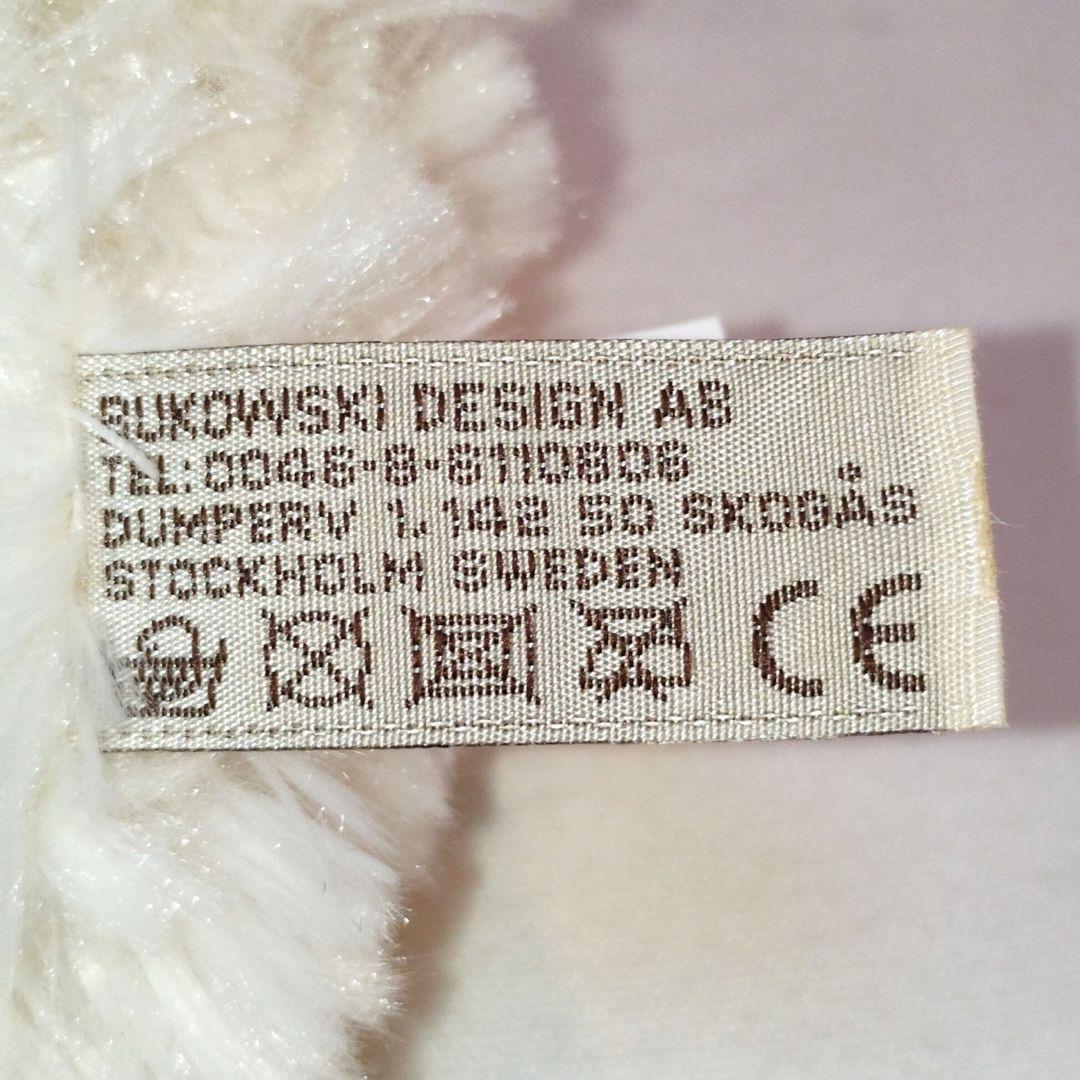 BUKOWSKI DESIGN AB
TEL:0046-8-6110808
DUMPERV 1, 142 50 SKOGÅS
STOCKHOLM SWEDEN
CE